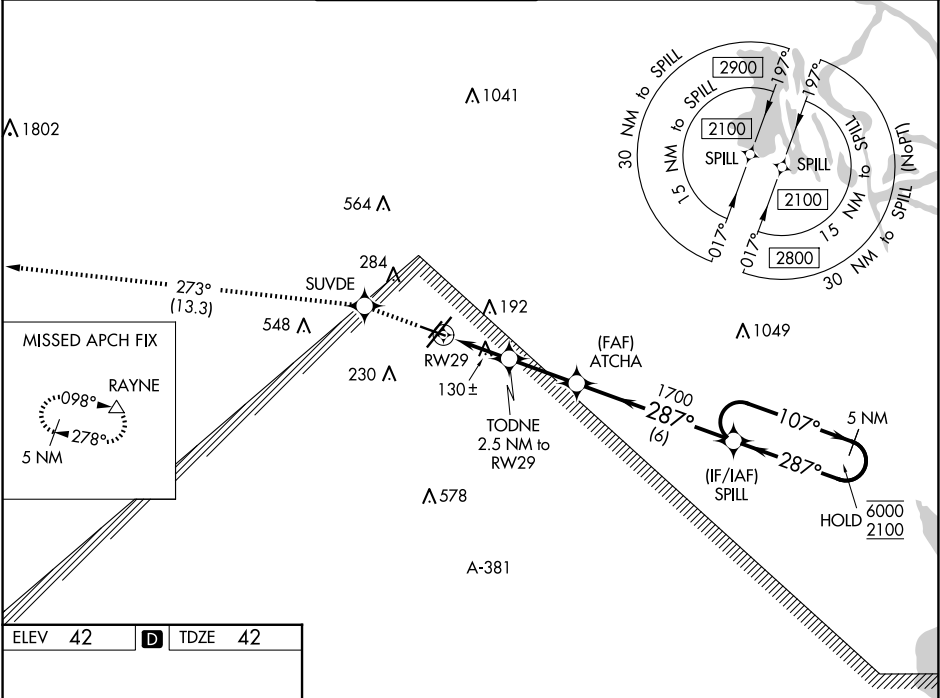 1041
1802
564
284
SUVDE
273°
(13.3)
548
192
RW29
130±
230
TODNE
2.5 NM to
RW29
(FAF)
ATCHA
1700
287°
(6)
1049
107°
5 NM
287°
(IF/IAF)
SPILL
HOLD 6000
2100
578
A-381
30 NM to SPILL
2900
15 NM to SPILL
2100
197°
SPILL
017°
197°
SPILL
2100
15 NM to SPILL
017°
2800
30 NM to SPILL (NoPT)
MISSED APCH FIX
RAYNE
098°
278°
5 NM
ELEV 42 D TDZE 42